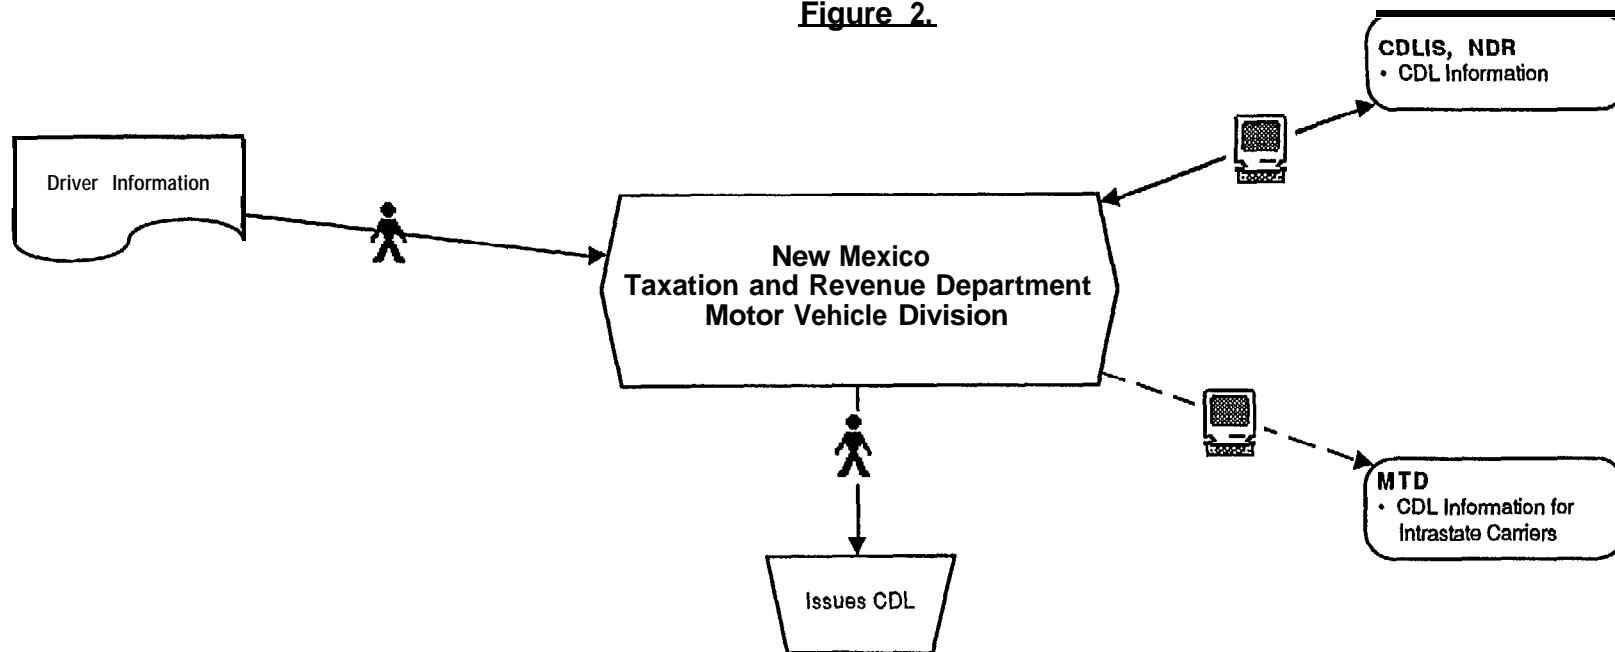 Figure 2.
CDLIS, NDR
• CDL Information
Driver Information
New Mexico
Taxation and Revenue Department
Motor Vehicle Division
MTD
• CDL Information for
Intrastate Carriers
Issues CDL